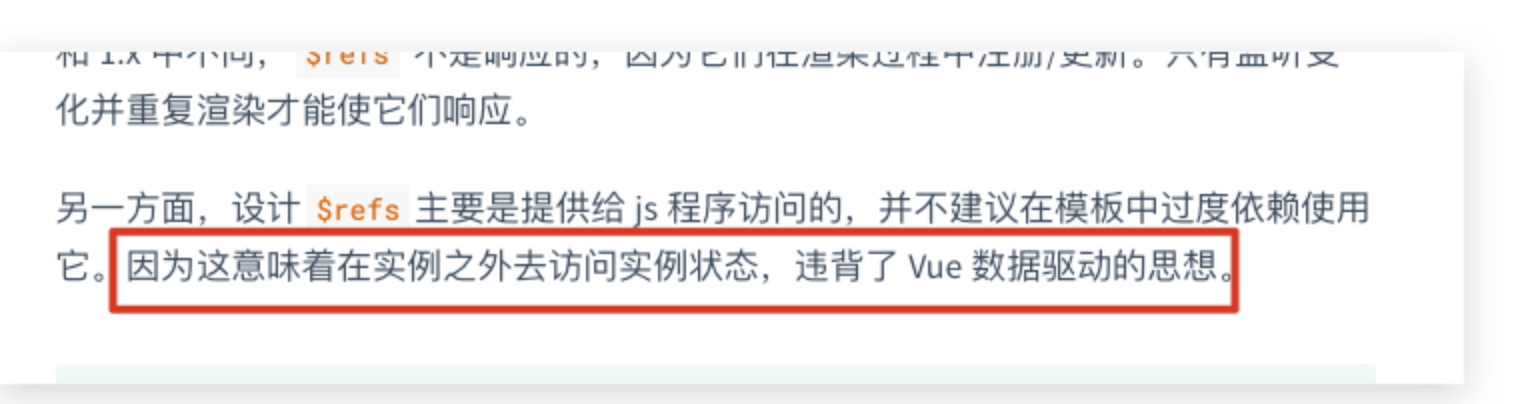 和 1.x 中不同， $refs 不是响应的，因为它们在渲染过程中注册/更新。只有监听变
化并重复渲染才能使它们响应。
另一方面，设计 $refs 主要是提供给 js 程序访问的，并不建议在模板中过度依赖使用
它。因为这意味着在实例之外去访问实例状态，违背了 Vue 数据驱动的思想。